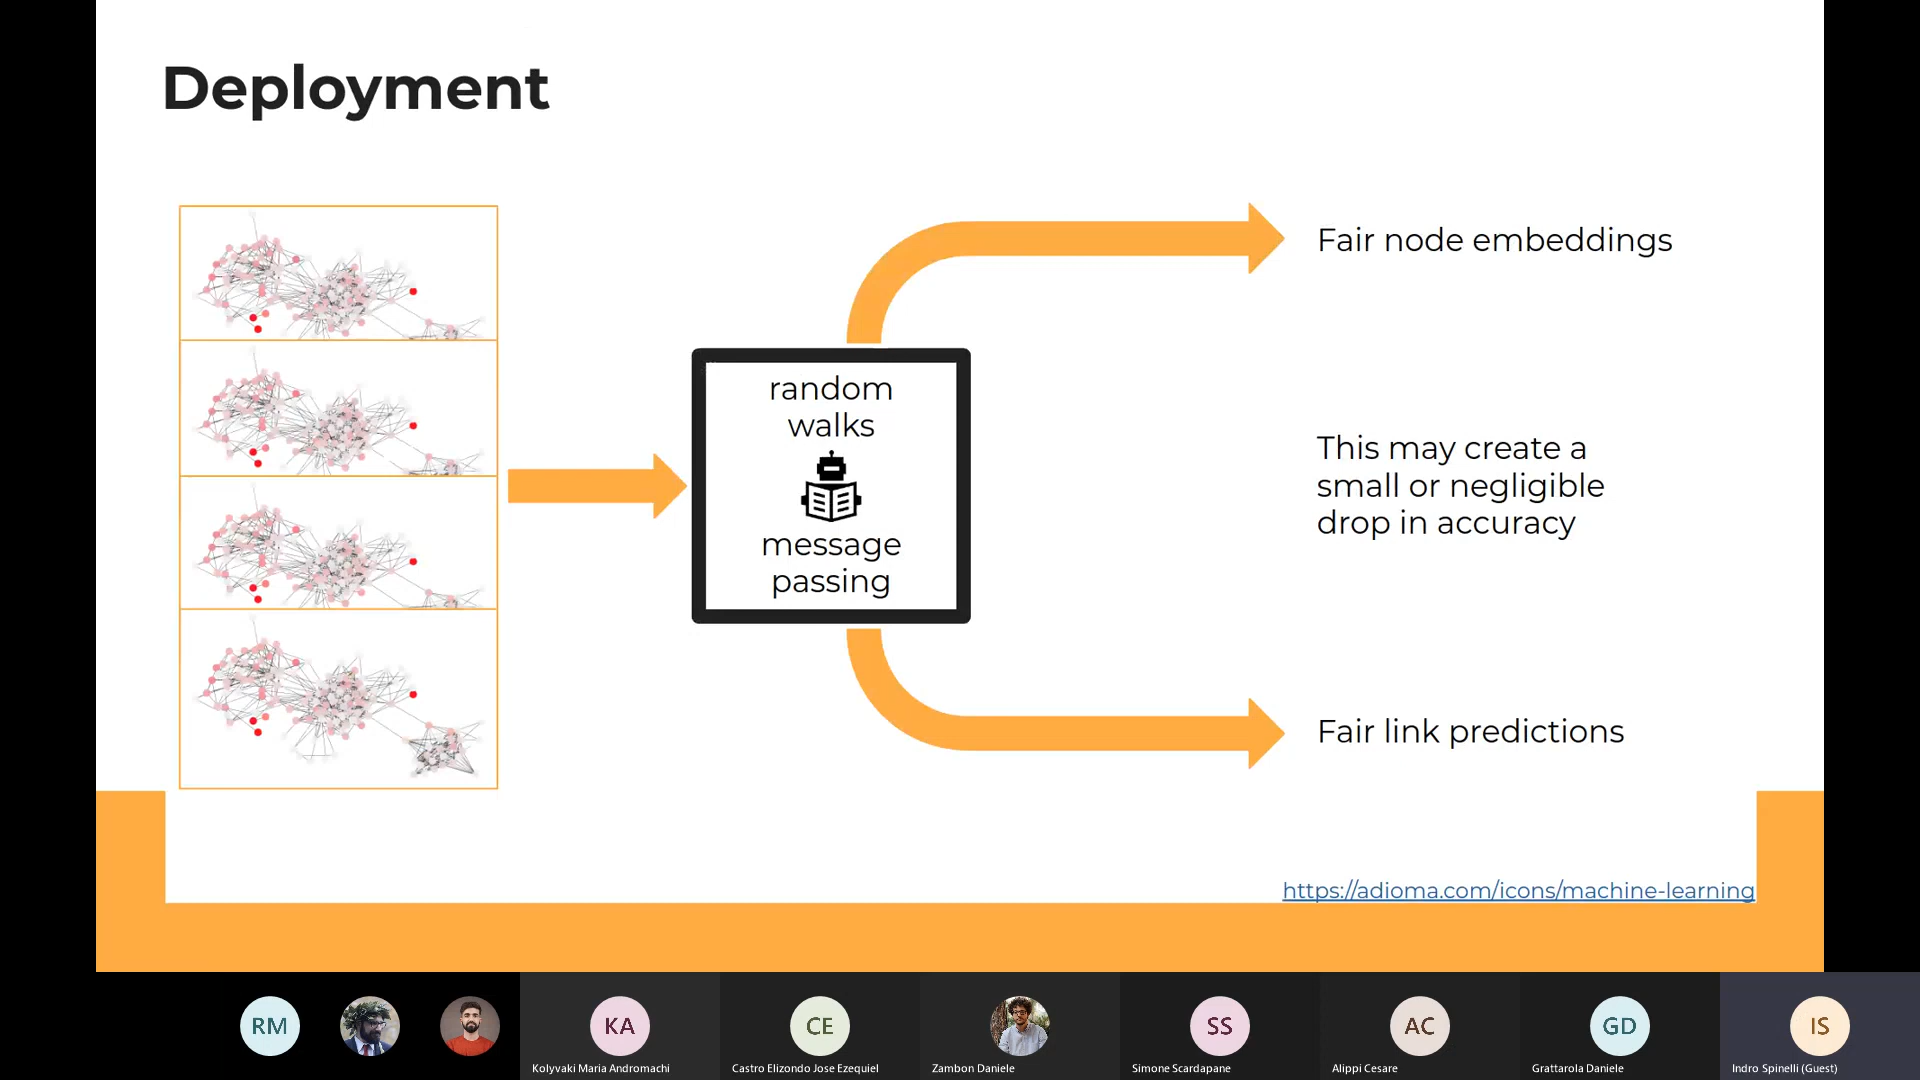 Deployment
Fair node embeddings
random
walks
message
passing
This may create a
small or negligible
drop in accuracy
Fair link predictions
https://adioma.com/icons/machine-learning
RM
KA
CE
SS
AC
GD
IS
Kolyvaki Maria Andromachi
Castro Elizondo Jose Ezequiel
Zambon Daniele
Simone Scardapane
Alippi Cesare
Grattarola Daniele
Indro Spinelli (Guest)